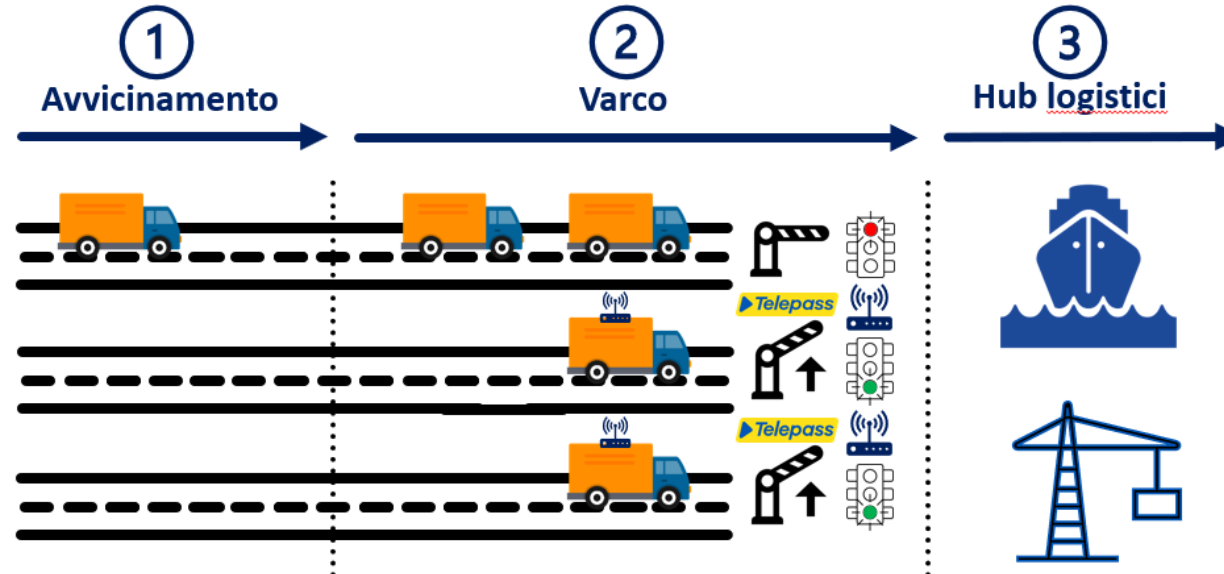 1
Avvicinamento
2
Varco
3
Hub logistici
Telepass
Telepass